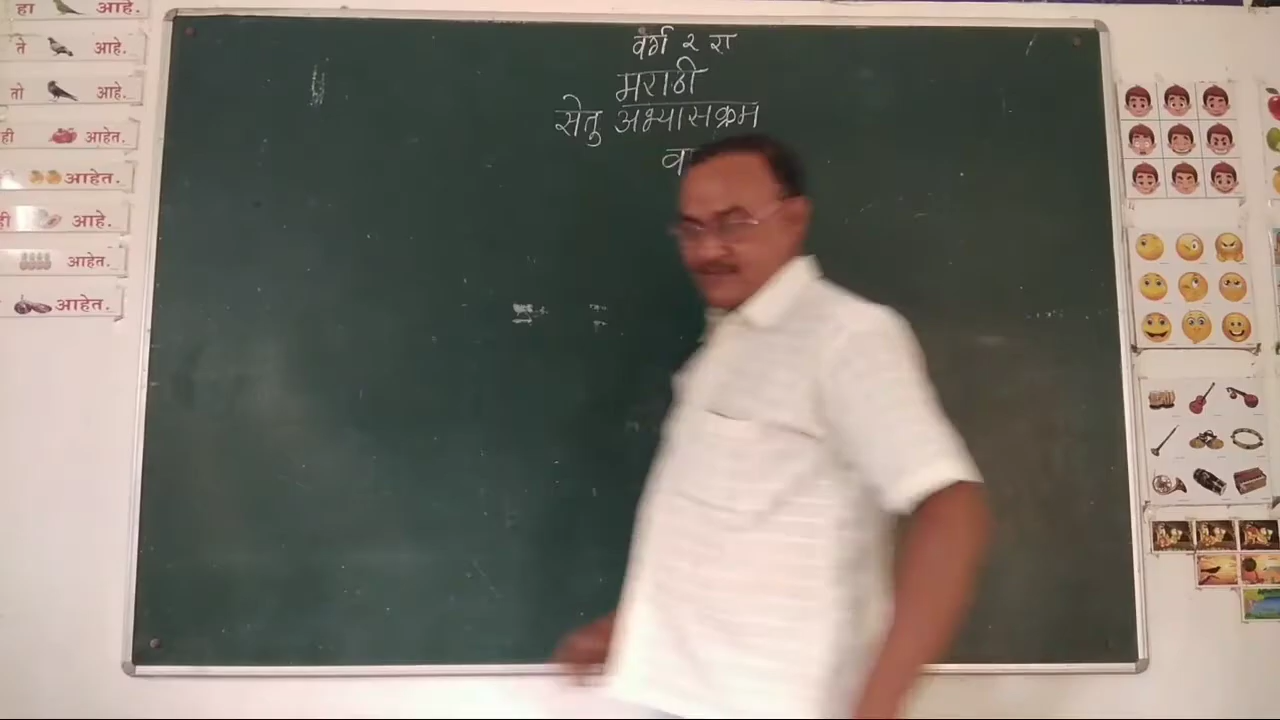 वर्ग २ रा
मराठी
सेतु अभ्यासक्रम
हा आहे.
ते आहे.
तो आहे.
ही आहेत.
आहेत.
ही आहे.
आहेत.
आहेत.